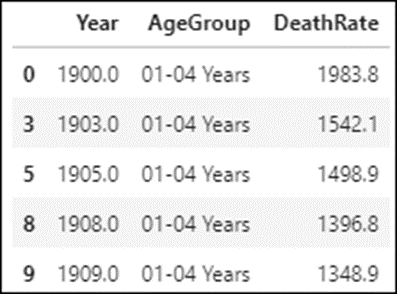 Year AgeGroup DeathRate
0 1900.0 01-04 Years 1983.8
3 1903.0 01-04 Years 1542.1
5 1905.0 01-04 Years 1498.9
8 1908.0 01-04 Years 1396.8
9 1909.0 01-04 Years 1348.9